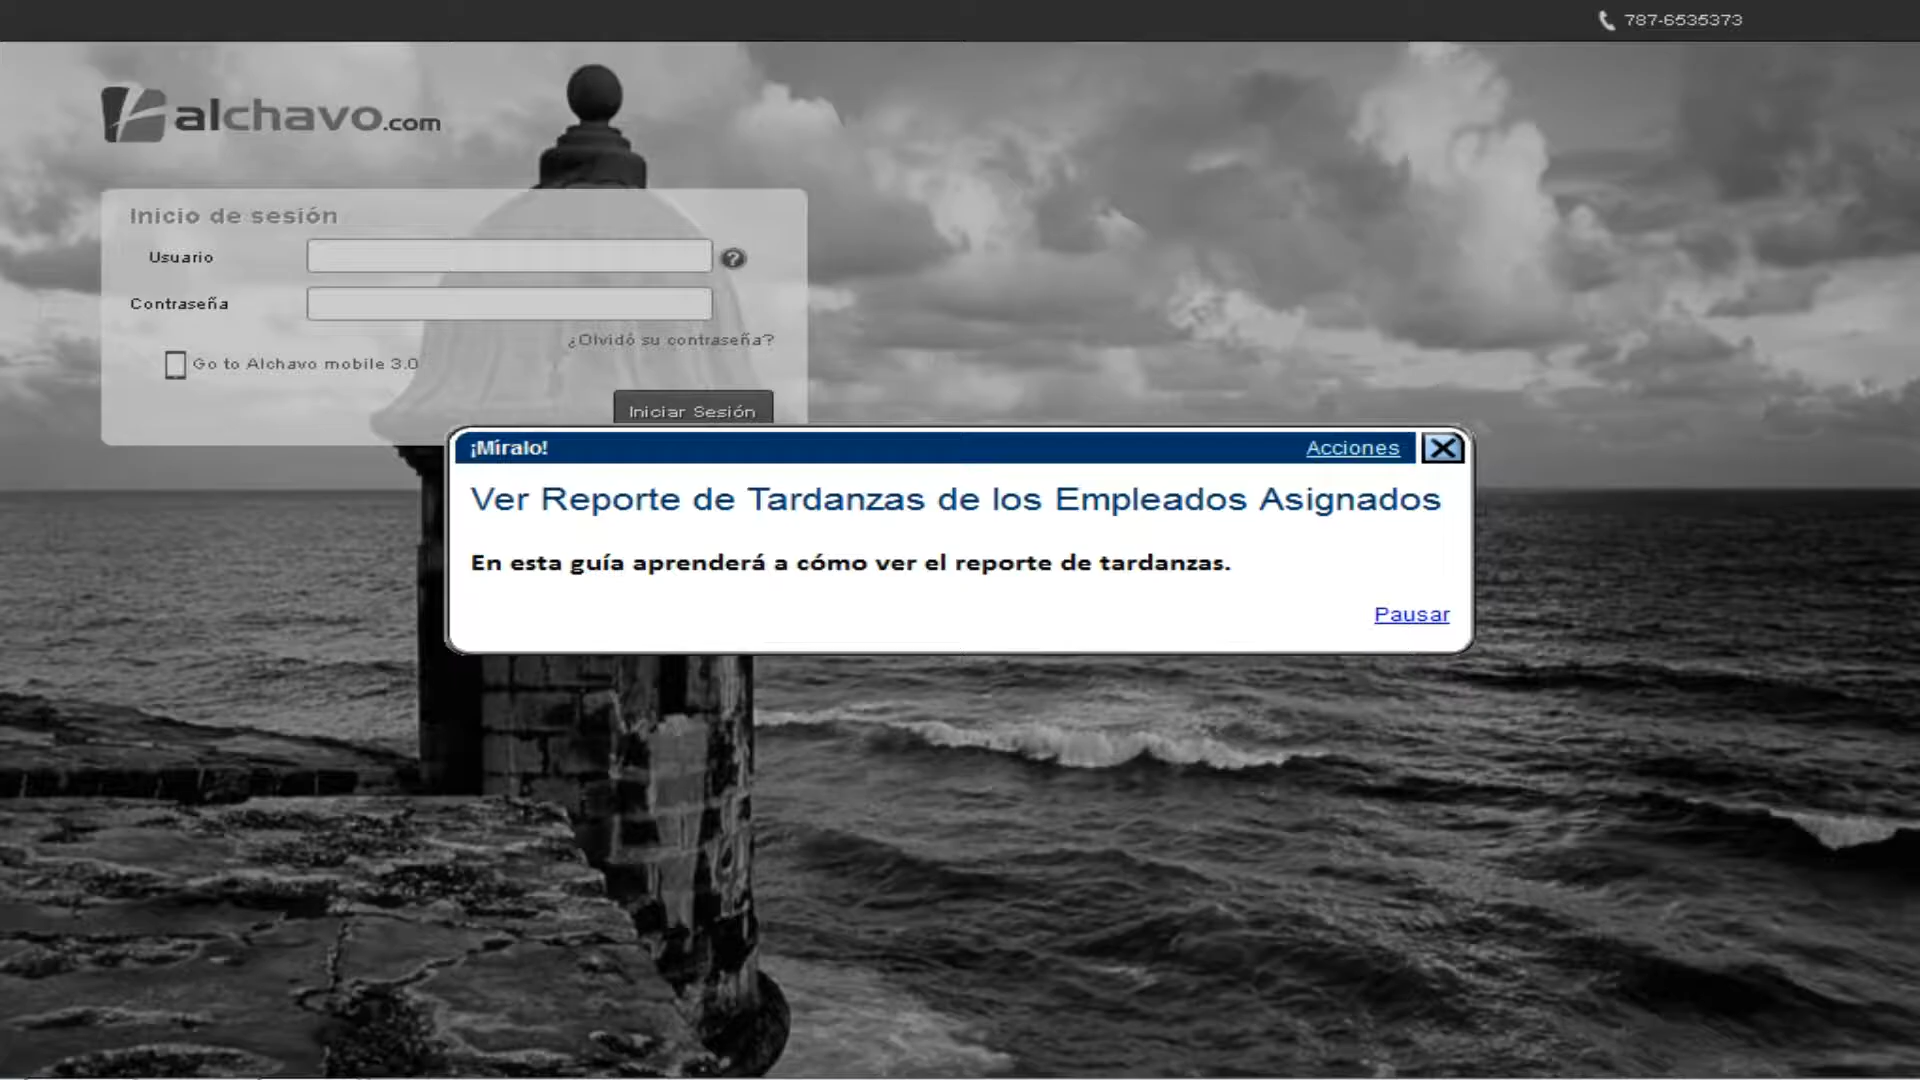 787-6535373
alchavo.com
Inicio de sesión
Usuario
?
Contraseña
¿Olvidó su contraseña?
Go to Alchavo mobile 3.0
Iniciar Sesión
¡Míralo!
Acciones
Ver Reporte de Tardanzas de los Empleados Asignados
En esta guía aprenderá a cómo ver el reporte de tardanzas.
Pausar